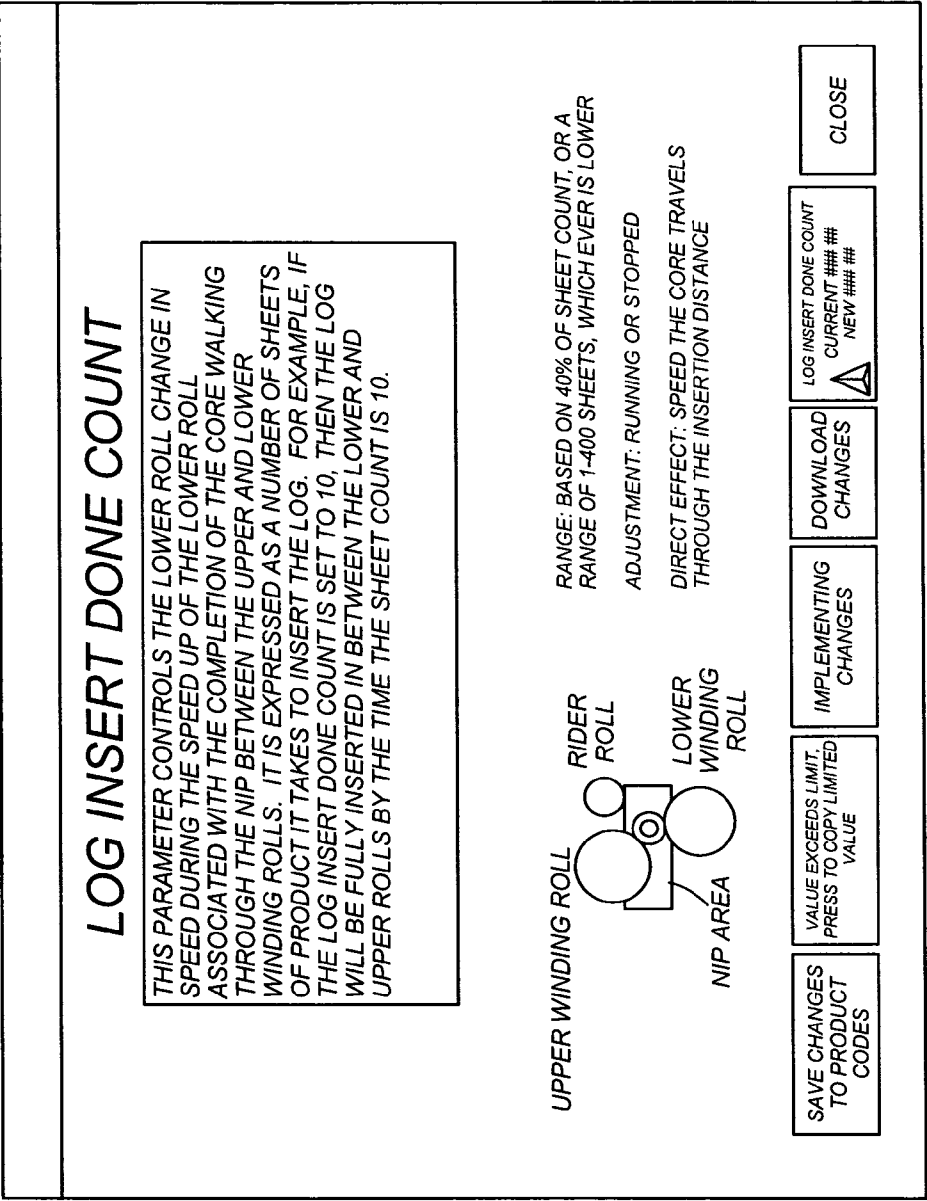 LOG INSERT DONE COUNT
THIS PARAMETER CONTROLS THE LOWER ROLL CHANGE IN
SPEED DURING THE SPEED UP OF THE LOWER ROLL
ASSOCIATED WITH THE COMPLETION OF THE CORE WALKING
THROUGH THE NIP BETWEEN THE UPPER AND LOWER
WINDING ROLLS. IT IS EXPRESSED AS A NUMBER OF SHEETS
OF PRODUCT IT TAKES TO INSERT THE LOG. FOR EXAMPLE, IF
THE LOG INSERT DONE COUNT IS SET TO 10, THEN THE LOG
WILL BE FULLY INSERTED IN BETWEEN THE LOWER AND
UPPER ROLLS BY THE TIME THE SHEET COUNT IS 10.
UPPER WINDING ROLL
RIDER
ROLL
LOWER
WINDING
ROLL
NIP AREA
RANGE: BASED ON 40% OF SHEET COUNT, OR A
RANGE OF 1-400 SHEETS, WHICH EVER IS LOWER
ADJUSTMENT: RUNNING OR STOPPED
DIRECT EFFECT: SPEED THE CORE TRAVELS
THROUGH THE INSERTION DISTANCE
SAVE CHANGES
TO PRODUCT
CODES
VALUE EXCEEDS LIMIT,
PRESS TO COPY LIMITED
VALUE
IMPLEMENTING
CHANGES
DOWNLOAD
CHANGES
LOG INSERT DONE COUNT
CURRENT ### ##
NEW ### ##
CLOSE